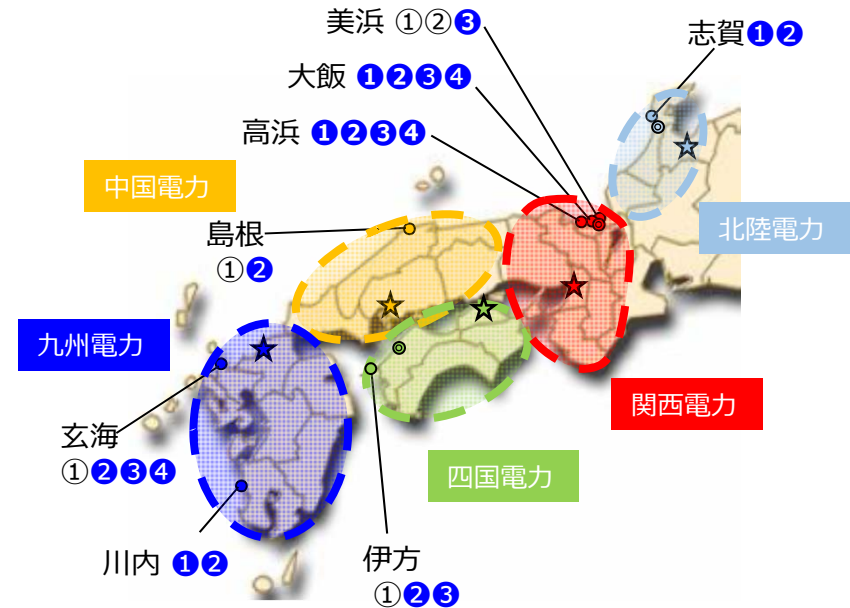 美浜 ①②❸
志賀❶❷
大飯 ❶❷❸❹
高浜 ❶❷❸❹
中国電力
島根
①❷
北陸電力
九州電力
関西電力
玄海
①❷❸❹
四国電力
川内 ❶❷
伊方
①❷❸